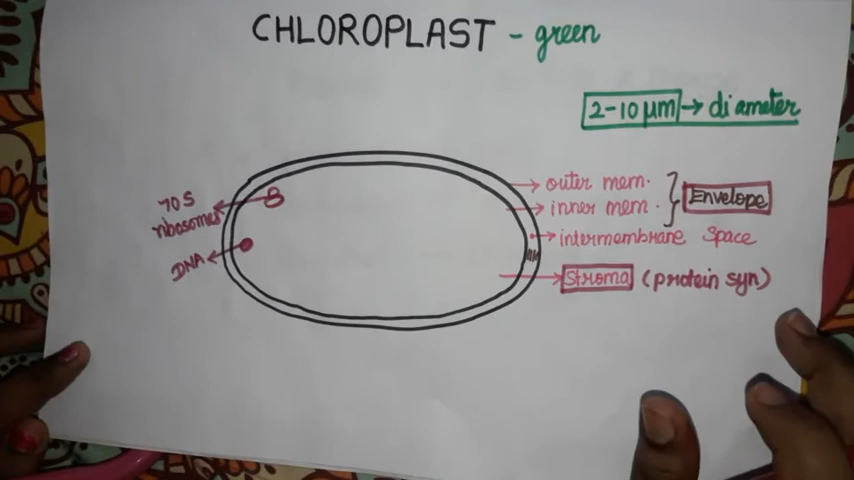 CHLOROPLAST - green
2-10 µm → diameter
70S
ribosomes
DNA
outer mem.
inner mem.
Envelope
intermembrane space
Stroma (protein syn)